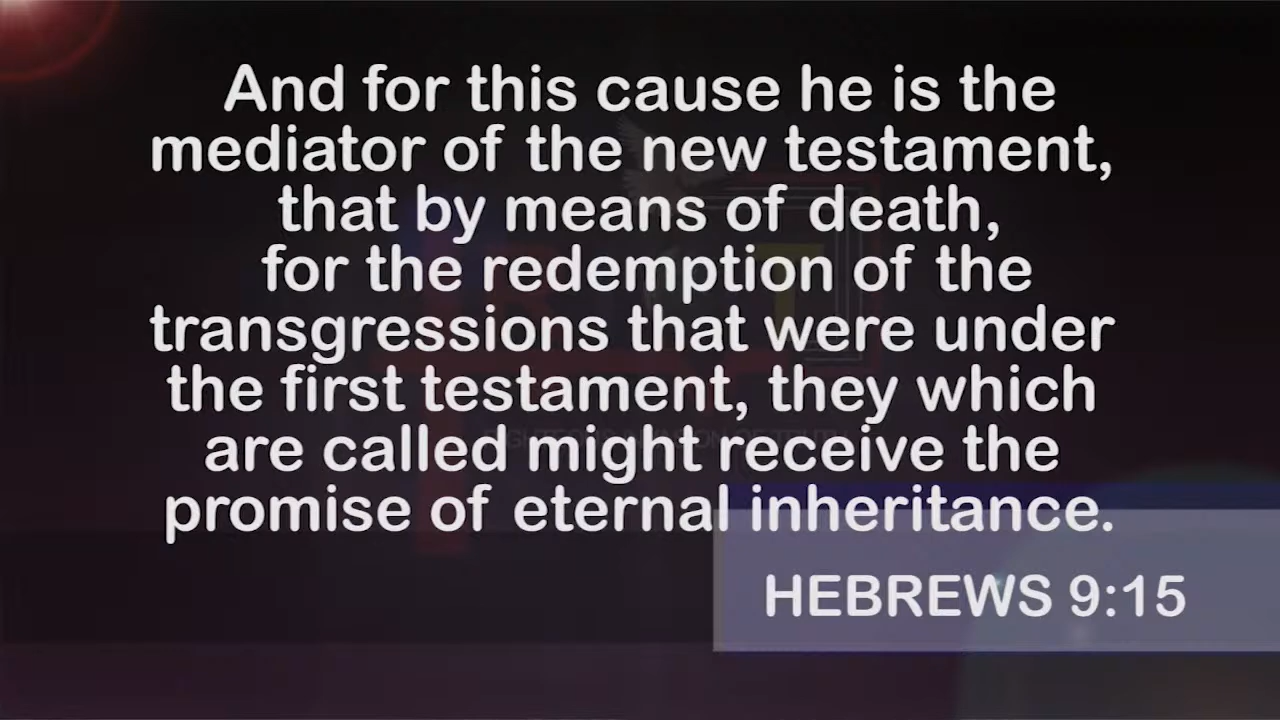 And for this cause he is the
mediator of the new testament,
that by means of death,
for the redemption of the
transgressions that were under
the first testament, they which
are called might receive the
promise of eternal inheritance.
HEBREWS 9:15